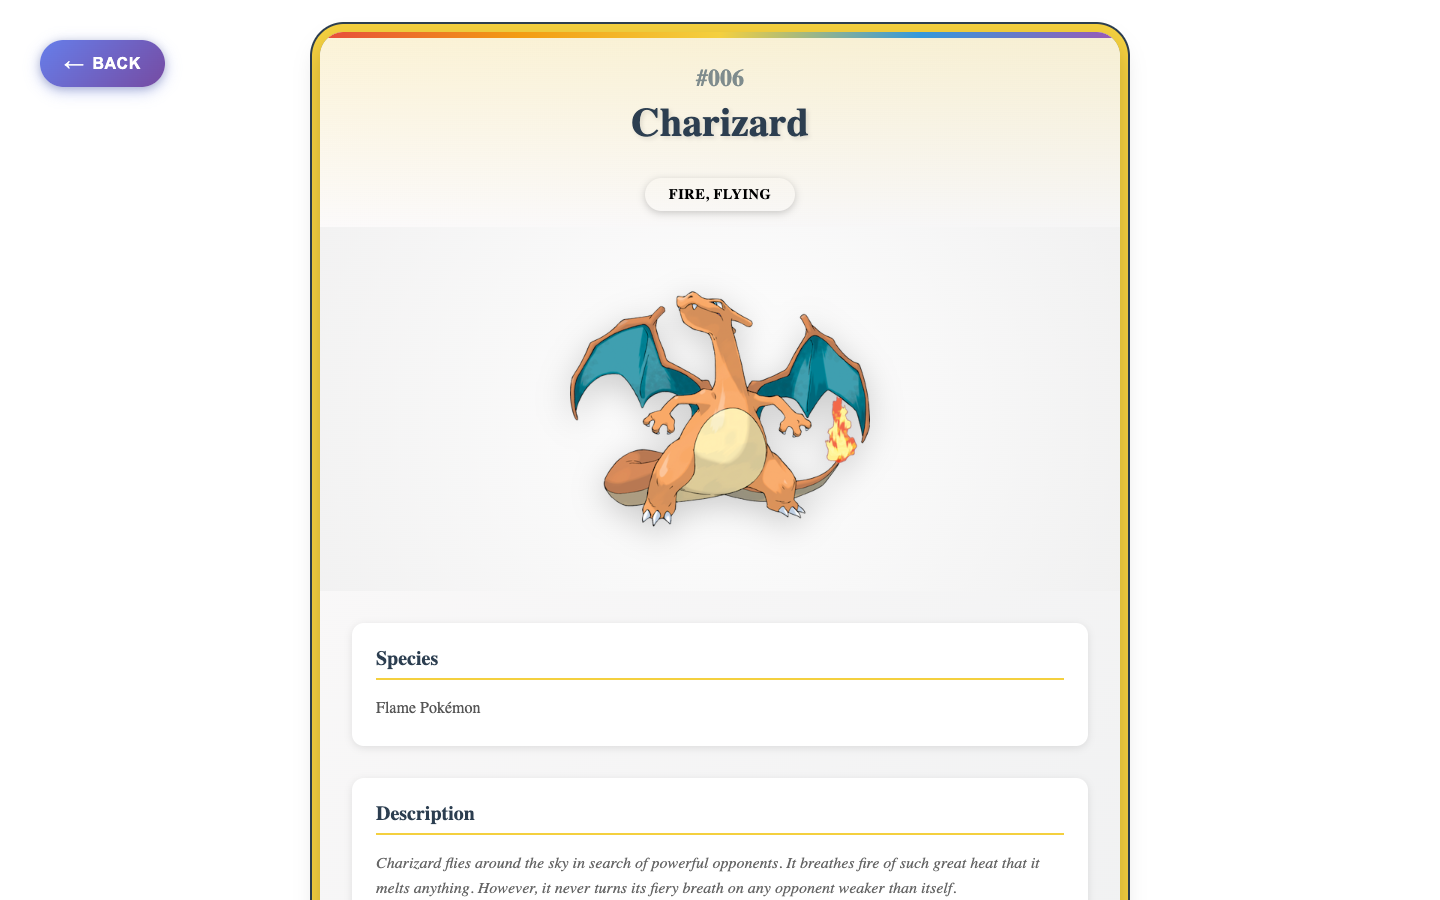 ← BACK
#006
Charizard
FIRE, FLYING
Species
Flame Pokémon
Description
Charizard flies around the sky in search of powerful opponents. It breathes fire of such great heat that it
melts anything. However, it never turns its fiery breath on any opponent weaker than itself.